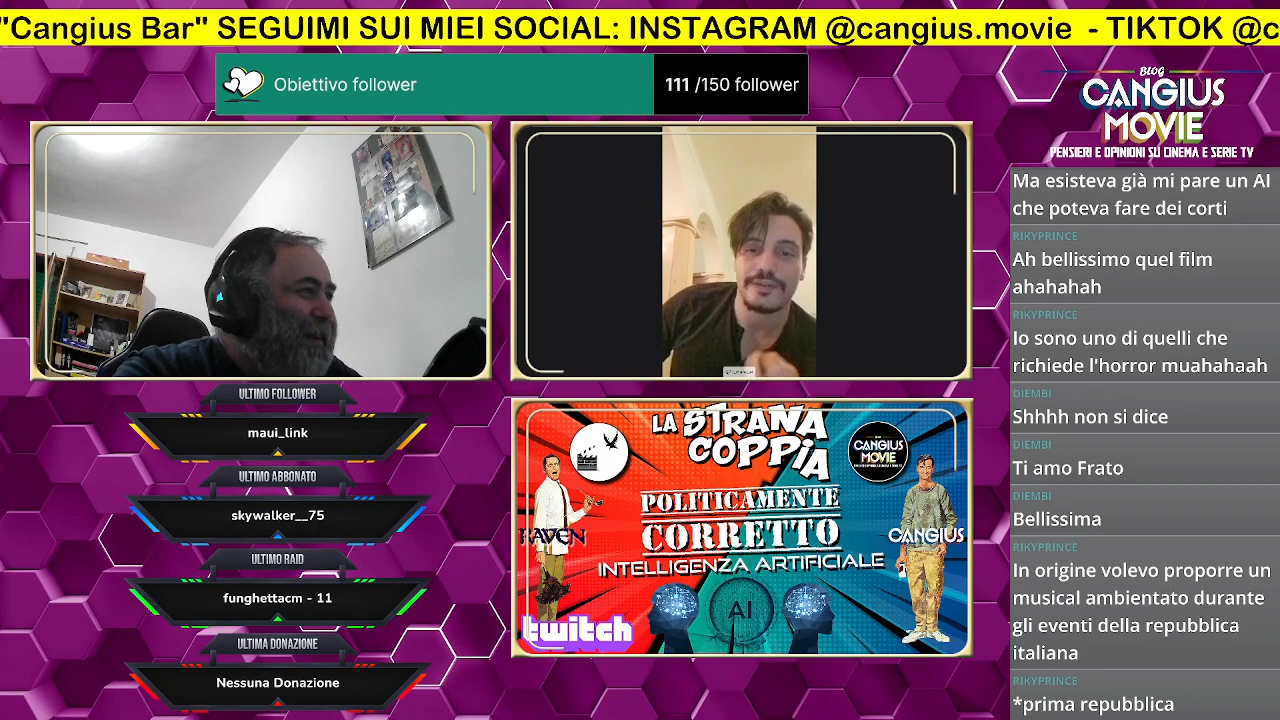 "Cangius Bar" SEGUIMI SUI MIEI SOCIAL: INSTAGRAM @cangius.movie - TIKTOK @c
Obiettivo follower
111 /150 follower
BLOG
CANGIUS
MOVIE
PENSIERI E OPINIONI SU CINEMA E SERIE TV
Ma esisteva già mi pare un AI
che poteva fare dei corti
RIKYPRINCE
Ah bellissimo quel film
ahahahah
RIKYPRINCE
Io sono uno di quelli che
richiede l'horror muahahaah
DIEMBI
Shhhh non si dice
DIEMBI
Ti amo Frato
DIEMBI
Bellissima
RIKYPRINCE
In origine volevo proporre un
musical ambientato durante
gli eventi della repubblica
italiana
RIKYPRINCE
*prima repubblica
ULTIMO FOLLOWER
maui_link
ULTIMO ABBONATO
skywalker__75
ULTIMO RAID
funghettacm - 11
ULTIMA DONAZIONE
Nessuna Donazione
LA STRANA
COPPIA
CANGIUS
MOVIE
POLITICAMENTE
CORRETTO
INTELLIGENZA ARTIFICIALE
RAVEN
CANGIUS
AI
twitch